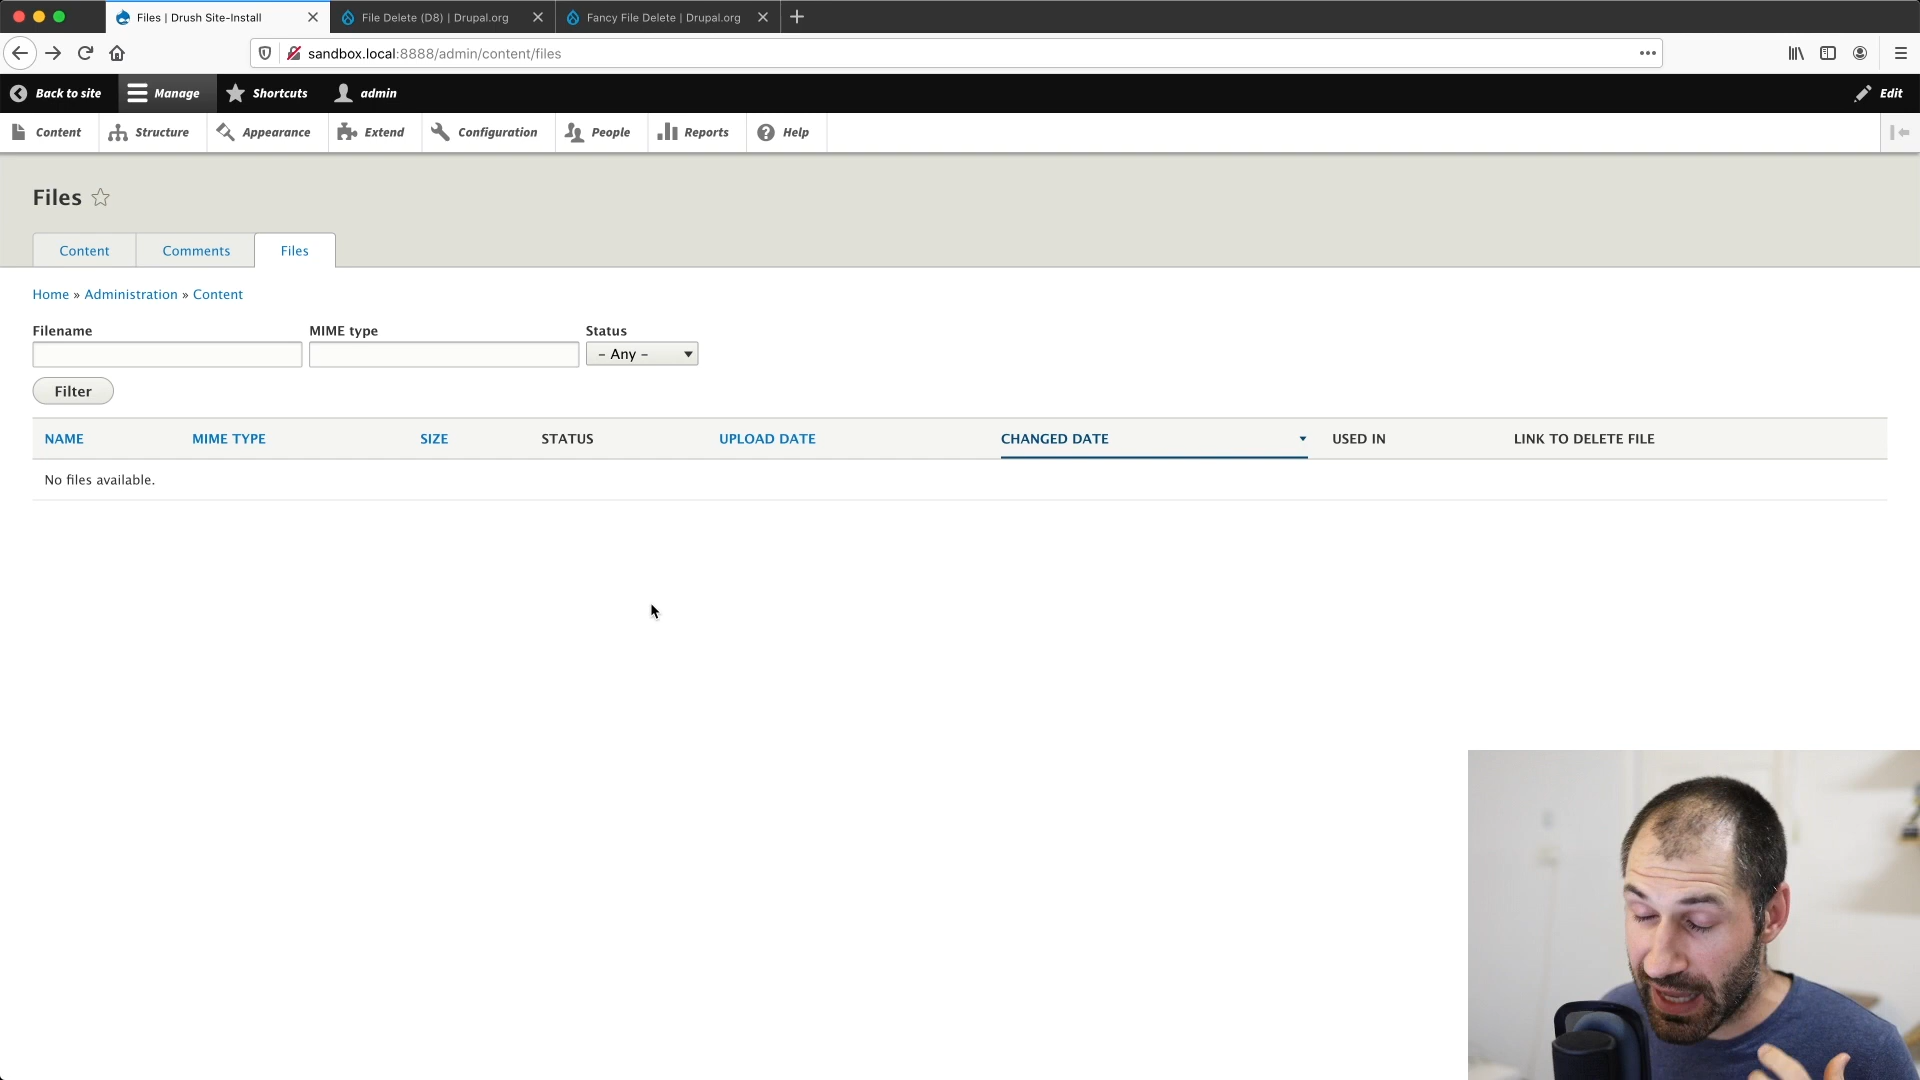 Files | Drush Site-Install
File Delete (D8) | Drupal.org
Fancy File Delete | Drupal.org
sandbox.local:8888/admin/content/files
Back to site
Manage
Shortcuts
admin
Edit
Content
Structure
Appearance
Extend
Configuration
People
Reports
Help
Files
Content
Comments
Files
Home » Administration » Content
Filename
MIME type
Status
– Any –
Filter
NAME
MIME TYPE
SIZE
STATUS
UPLOAD DATE
CHANGED DATE
USED IN
LINK TO DELETE FILE
No files available.